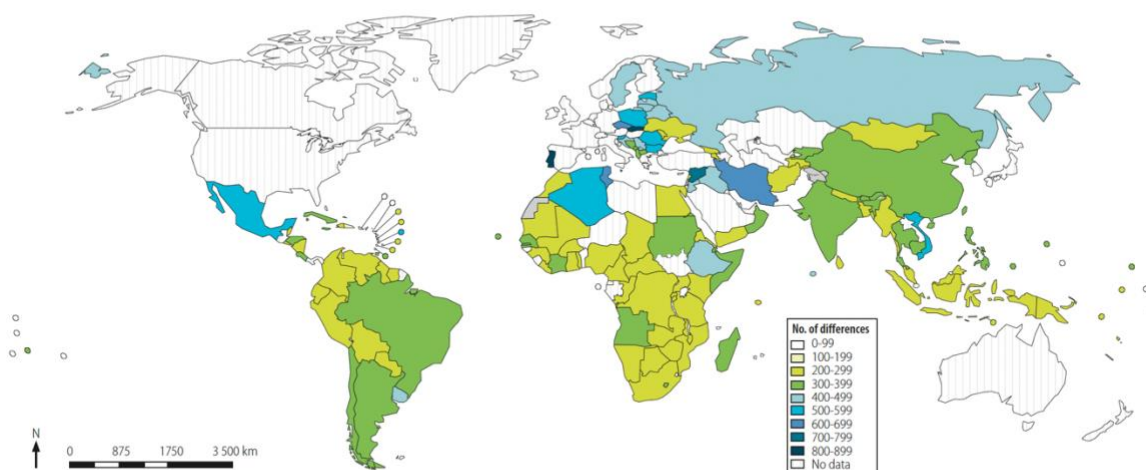 No. of differences
0-99
100-199
200-299
300-399
400-499
500-599
600-699
700-799
800-899
No data
N
0 875 1750 3 500 km